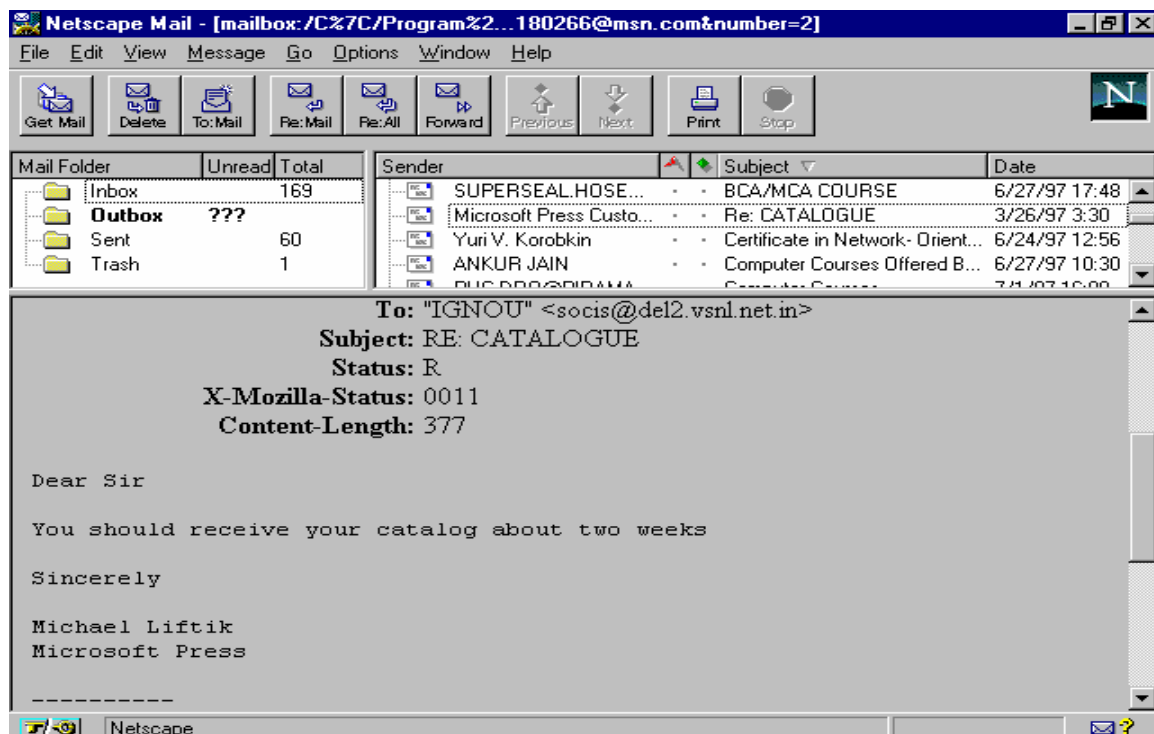 Netscape Mail - [mailbox:/C%7C/Program%2...180266@msn.com&number=2]
File Edit View Message Go Options Window Help
N
Get Mail Delete To:Mail Re:Mail Re:All Forward Previous Next Print Stop
Mail Folder Unread Total Sender Subject Date
Inbox 169 SUPERSEAL.HOSE... BCA/MCA COURSE 6/27/97 17:48
Outbox ??? Microsoft Press Custo... Re: CATALOGUE 3/26/97 3:30
Sent 60 Yuri V. Korobkin Certificate in Network- Orient... 6/24/97 12:56
Trash 1 ANKUR JAIN Computer Courses Offered B... 6/27/97 10:30
Computer Courses
To: "IGNOU" <socis@del2.vsnl.net.in>
Subject: RE: CATALOGUE
Status: R
X-Mozilla-Status: 0011
Content-Length: 377
Dear Sir
You should receive your catalog about two weeks
Sincerely
Michael Liftik
Microsoft Press
----------
Netscape
?